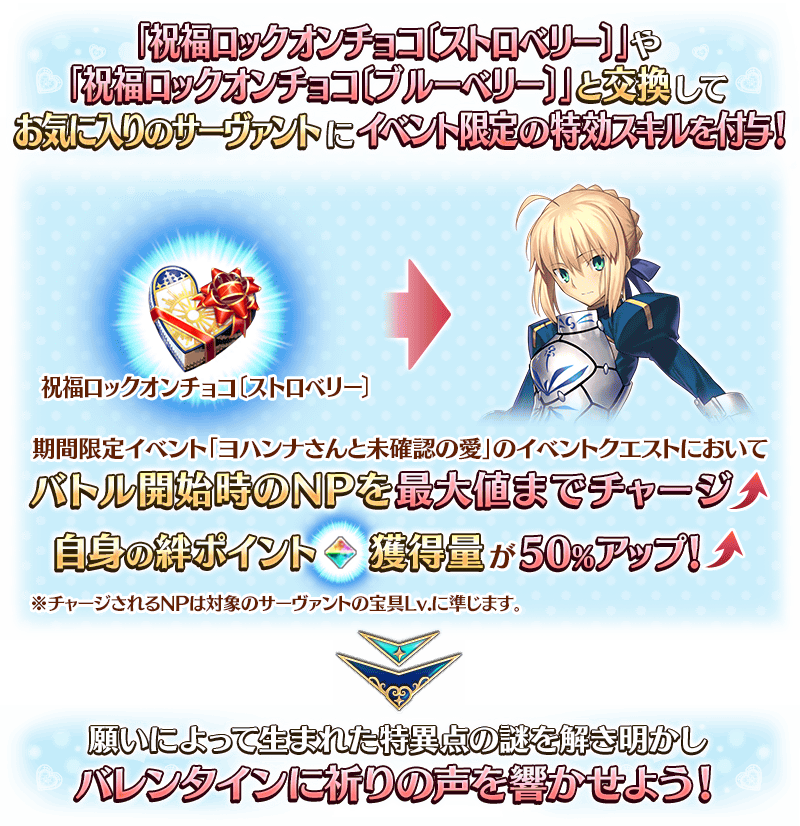 「祝福ロックオンチョコ〔ストロベリー〕」や
「祝福ロックオンチョコ〔ブルーベリー〕」と交換して
お気に入りのサーヴァントにイベント限定の特効スキルを付与！
祝福ロックオンチョコ〔ストロベリー〕
期間限定イベント「ヨハンナさんと未確認の愛」のイベントクエストにおいて
バトル開始時のNPを最大値までチャージ
自身の絆ポイント 獲得量が50%アップ！
※チャージされるNPは対象のサーヴァントの宝具Lv.に準じます。
願いによって生まれた特異点の謎を解き明かし
バレンタインに祈りの声を響かせよう！